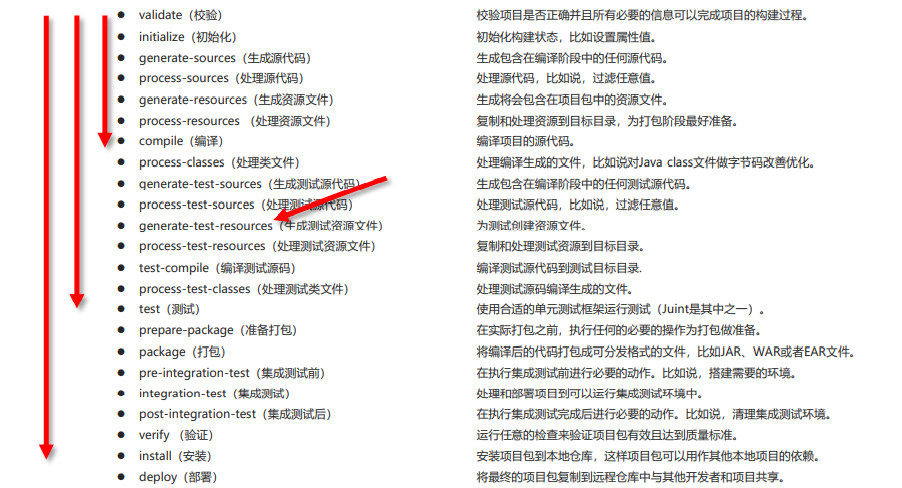 ● validate（校验） 校验项目是否正确并且所有必要的信息可以完成项目的构建过程。
● initialize（初始化） 初始化构建状态，比如设置属性值。
● generate-sources（生成源代码） 生成包含在编译阶段中的任何源代码。
● process-sources（处理源代码） 处理源代码，比如说，过滤任意值。
● generate-resources（生成资源文件） 生成将会包含在项目包中的资源文件。
● process-resources （处理资源文件） 复制和处理资源到目标目录，为打包阶段最好准备。
● compile（编译） 编译项目的源代码。
● process-classes（处理类文件） 处理编译生成的文件，比如说对Java class文件做字节码改善优化。
● generate-test-sources（生成测试源代码） 生成包含在编译阶段中的任何测试源代码。
● process-test-sources（处理测试源代码） 处理测试源代码，比如说，过滤任意值。
● generate-test-resources（生成测试资源文件） 为测试创建资源文件。
● process-test-resources（处理测试资源文件） 复制和处理测试资源到目标目录。
● test-compile（编译测试源码） 编译测试源代码到测试目标目录.
● process-test-classes（处理测试类文件） 处理测试源码编译生成的文件。
● test（测试） 使用合适的单元测试框架运行测试（Juint是其中之一）。
● prepare-package（准备打包） 在实际打包之前，执行任何的必要的操作为打包做准备。
● package（打包） 将编译后的代码打包成可分发格式的文件，比如JAR、WAR或者EAR文件。
● pre-integration-test（集成测试前） 在执行集成测试前进行必要的动作。比如说，搭建需要的环境。
● integration-test（集成测试） 处理和部署项目到可以运行集成测试环境中。
● post-integration-test（集成测试后） 在执行集成测试完成后进行必要的动作。比如说，清理集成测试环境。
● verify （验证） 运行任意的检查来验证项目包有效且达到质量标准。
● install（安装） 安装项目包到本地仓库，这样项目包可以用作其他本地项目的依赖。
● deploy（部署） 将最终的项目包复制到远程仓库中与其他开发者和项目共享。